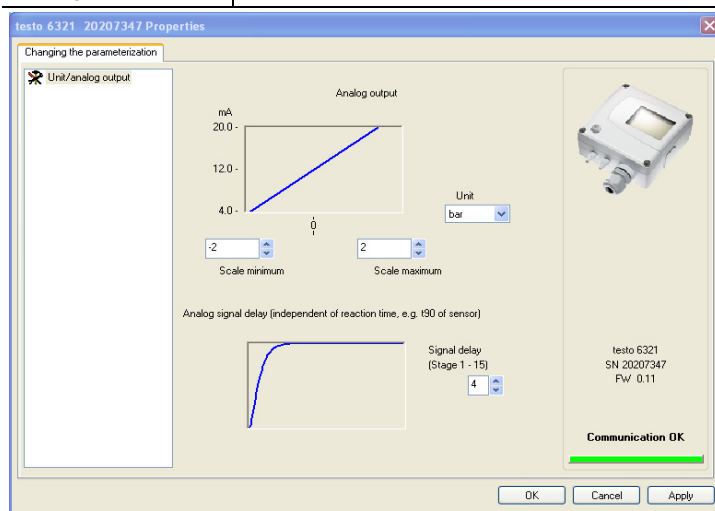 testo 6321 20207347 Properties
Changing the parameterization
Unit/analog output
Analog output
mA
20.0 -
12.0 -
4.0 -
0
Unit
bar
-2
2
Scale minimum
Scale maximum
Analog signal delay (independent of reaction time, e.g. t90 of sensor)
Signal delay
(Stage 1 - 15)
4
testo 6321
SN 20207347
FW 0.11
Communication OK
OK
Cancel
Apply